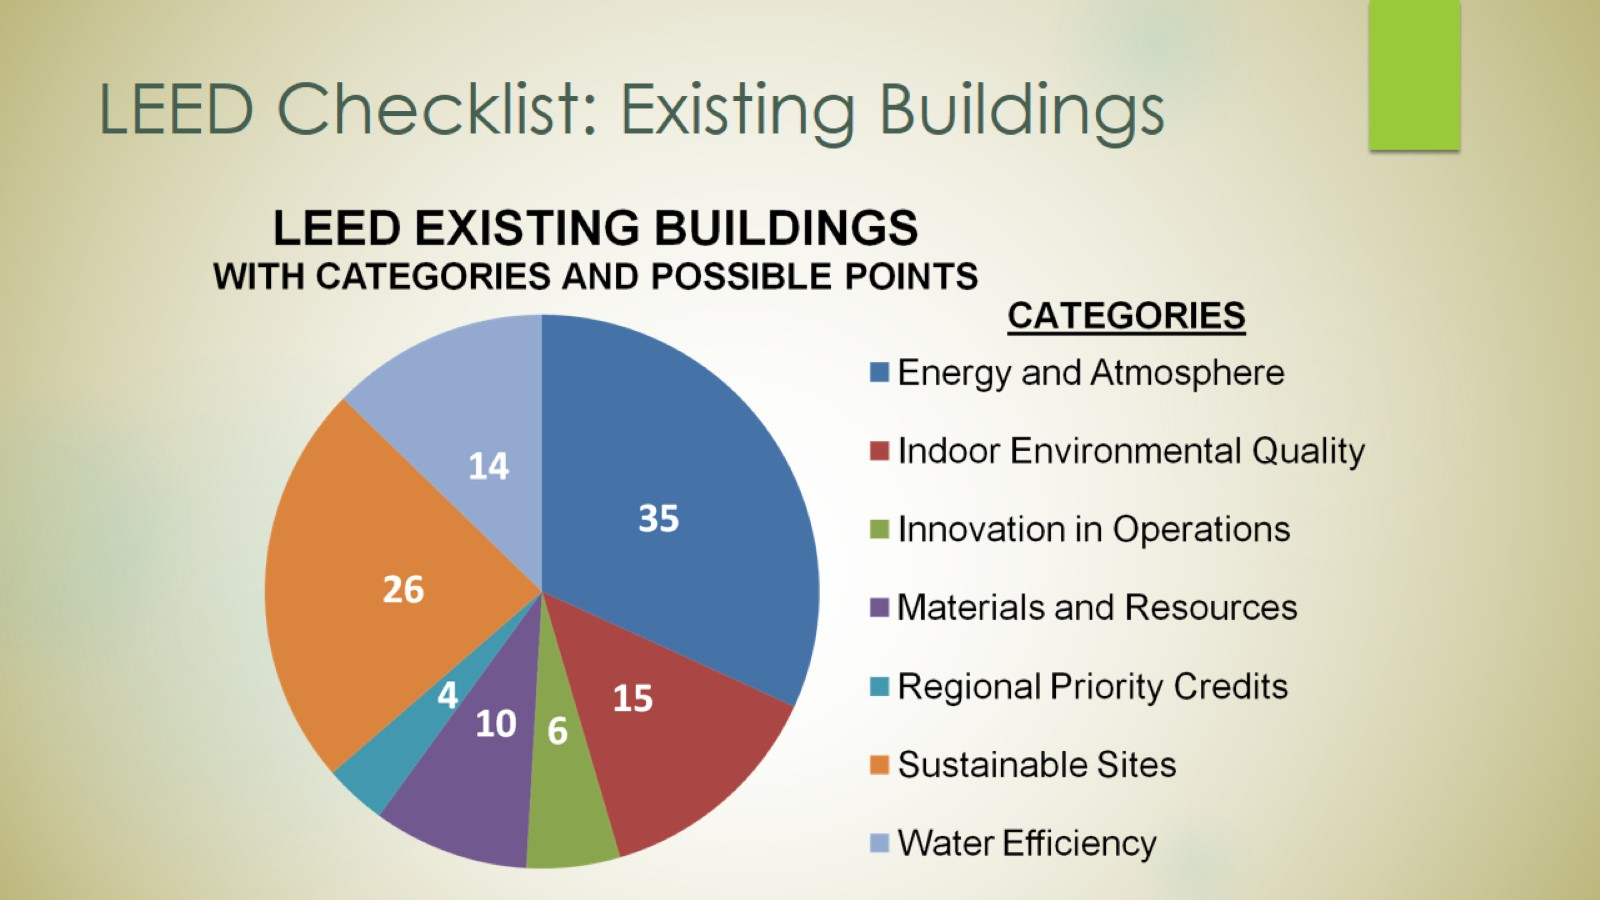 LEED Checklist: Existing Buildings
LEED EXISTING BUILDINGS
WITH CATEGORIES AND POSSIBLE POINTS
CATEGORIES
Energy and Atmosphere
Indoor Environmental Quality
Innovation in Operations
Materials and Resources
Regional Priority Credits
Sustainable Sites
Water Efficiency
35
15
6
10
4
26
14